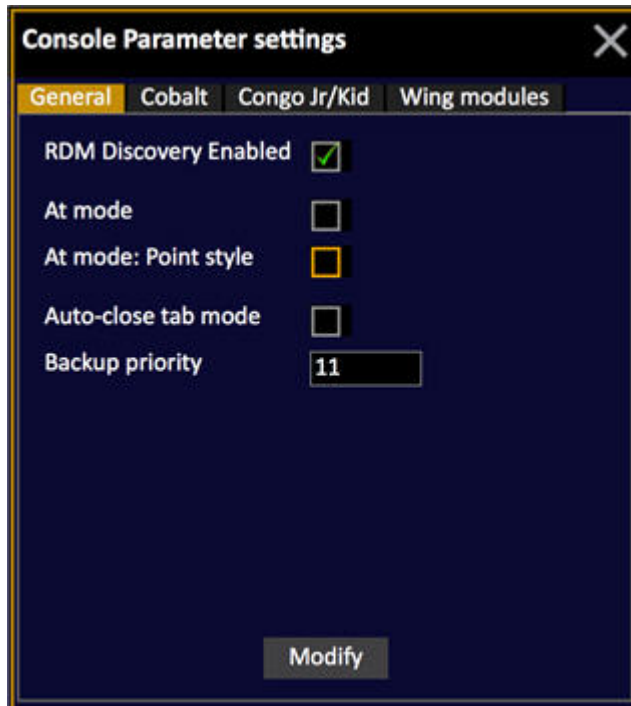 Console Parameter settings
General Cobalt Congo Jr/Kid Wing modules
RDM Discovery Enabled
At mode
At mode: Point style
Auto-close tab mode
Backup priority 11
Modify